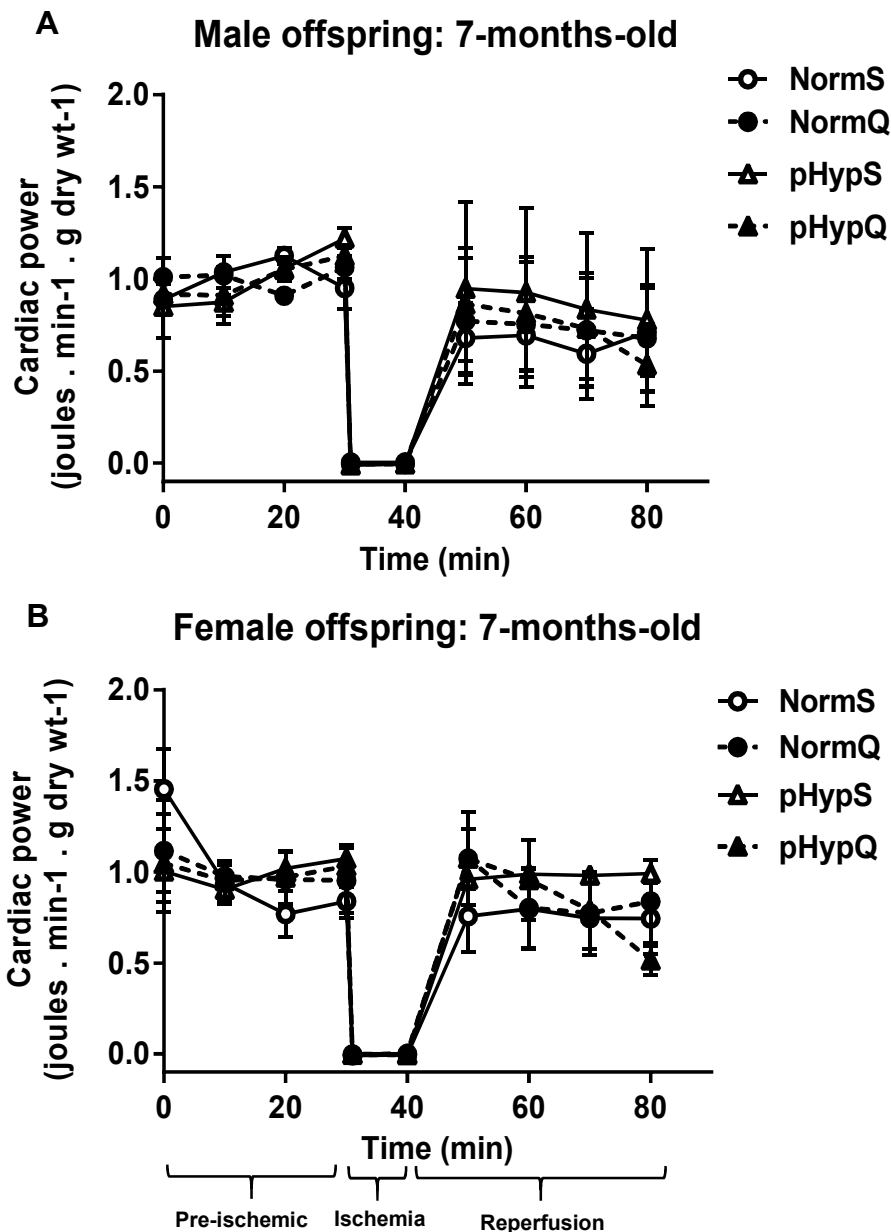 A
Male offspring: 7-months-old
Cardiac power
(joules . min-1 . g dry wt-1)
2.0
1.5
1.0
0.5
0.0
0 20 40 60 80
Time (min)
NormS
NormQ
pHypS
pHypQ
B
Female offspring: 7-months-old
Cardiac power
(joules . min-1 . g dry wt-1)
2.0
1.5
1.0
0.5
0.0
0 20 40 60 80
Time (min)
NormS
NormQ
pHypS
pHypQ
Pre-ischemic Ischemia Reperfusion